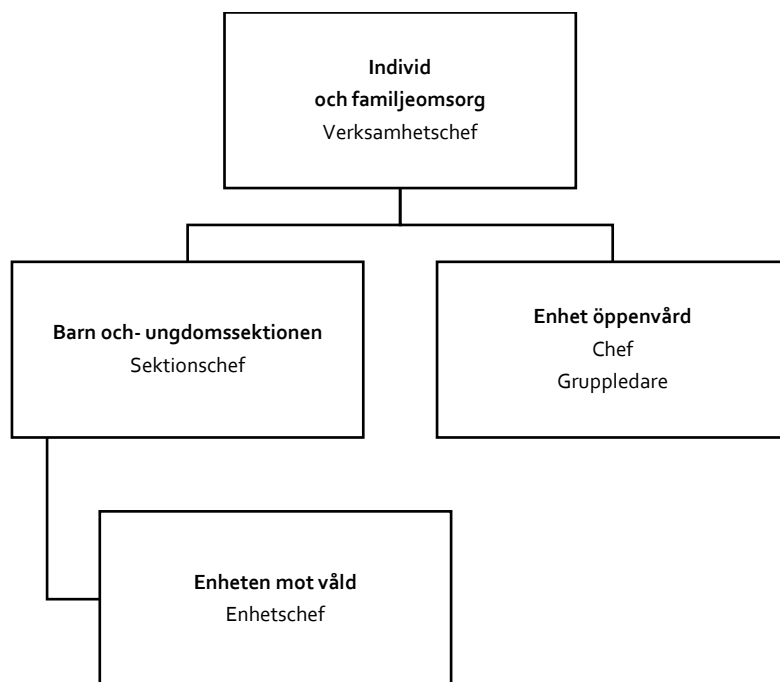 Individ
och familjeomsorg
Verksamhetschef
Barn och- ungdomssektionen
Sektionschef
Enhet öppenvård
Chef
Gruppledare
Enheten mot våld
Enhetschef